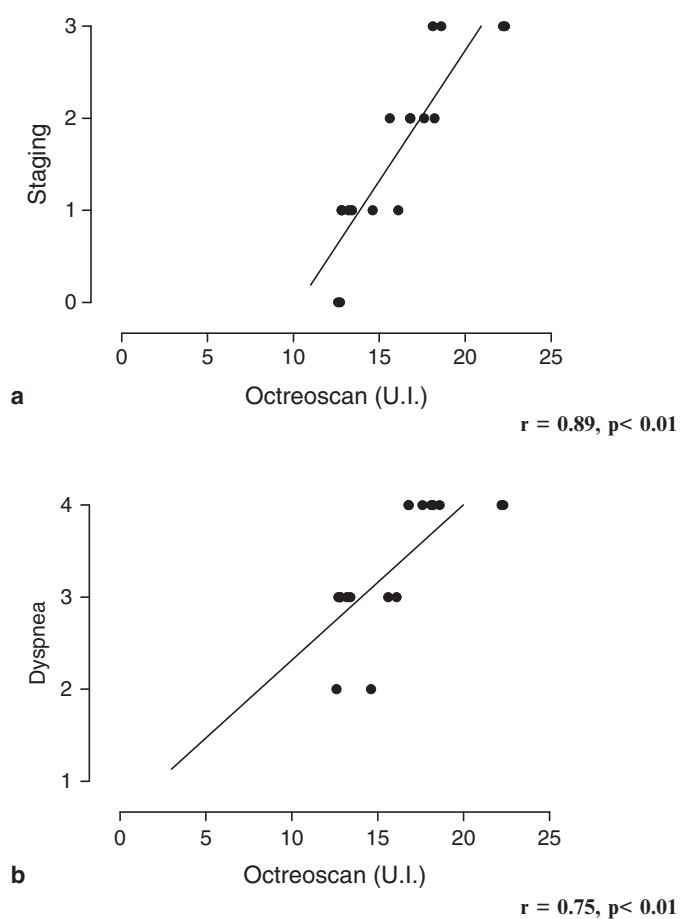 3
2
Staging
1
0
0 5 10 15 20 25
Octreoscan (U.I.)
a
r = 0.89, p< 0.01
4
3
Dyspnea
2
1
0 5 10 15 20 25
Octreoscan (U.I.)
b
r = 0.75, p< 0.01